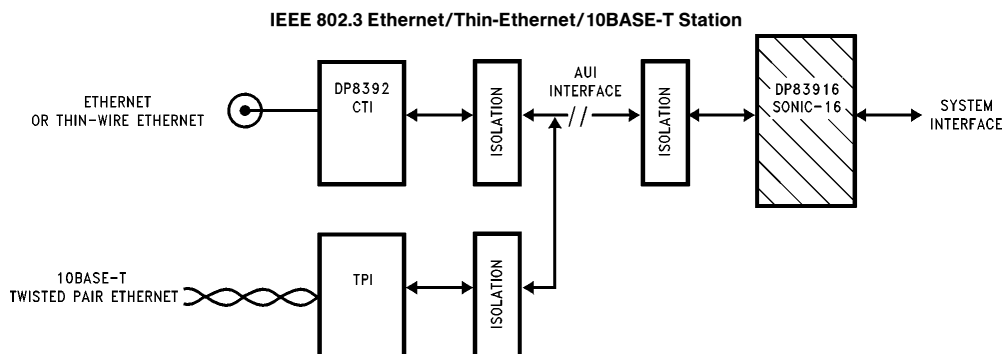 IEEE 802.3 Ethernet/Thin-Ethernet/10BASE-T Station
ETHERNET
OR THIN-WIRE ETHERNET
DP8392
CTI
ISOLATION
AUI
INTERFACE
ISOLATION
DP83916
SONIC-16
SYSTEM
INTERFACE
10BASE-T
TWISTED PAIR ETHERNET
TPI
ISOLATION